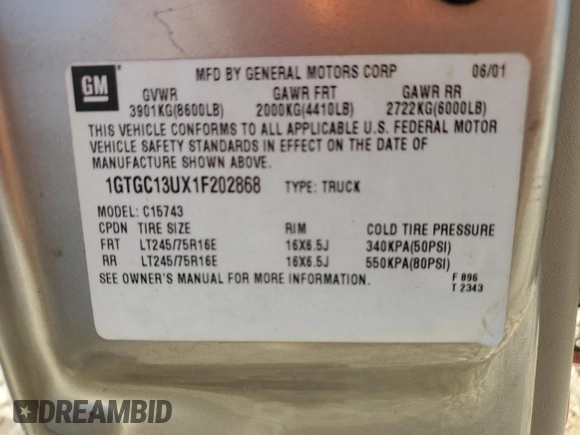 GM
MFD BY GENERAL MOTORS CORP 06/01
GVWR GAWR FRT GAWR RR
3901KG(8600LB) 2000KG(4410LB) 2722KG(6000LB)
THIS VEHICLE CONFORMS TO ALL APPLICABLE U.S. FEDERAL MOTOR
VEHICLE SAFETY STANDARDS IN EFFECT ON THE DATE OF
MANUFACTURE SHOWN ABOVE.
1GTGC13UX1F202868 TYPE: TRUCK
MODEL: C15743
CPDN TIRE SIZE RIM COLD TIRE PRESSURE
FRT LT245/75R16E 16X6.5J 340KPA(50PSI)
RR LT245/75R16E 16X6.5J 550KPA(80PSI)
SEE OWNER'S MANUAL FOR MORE INFORMATION.
F 896
T 2343
DREAMBID